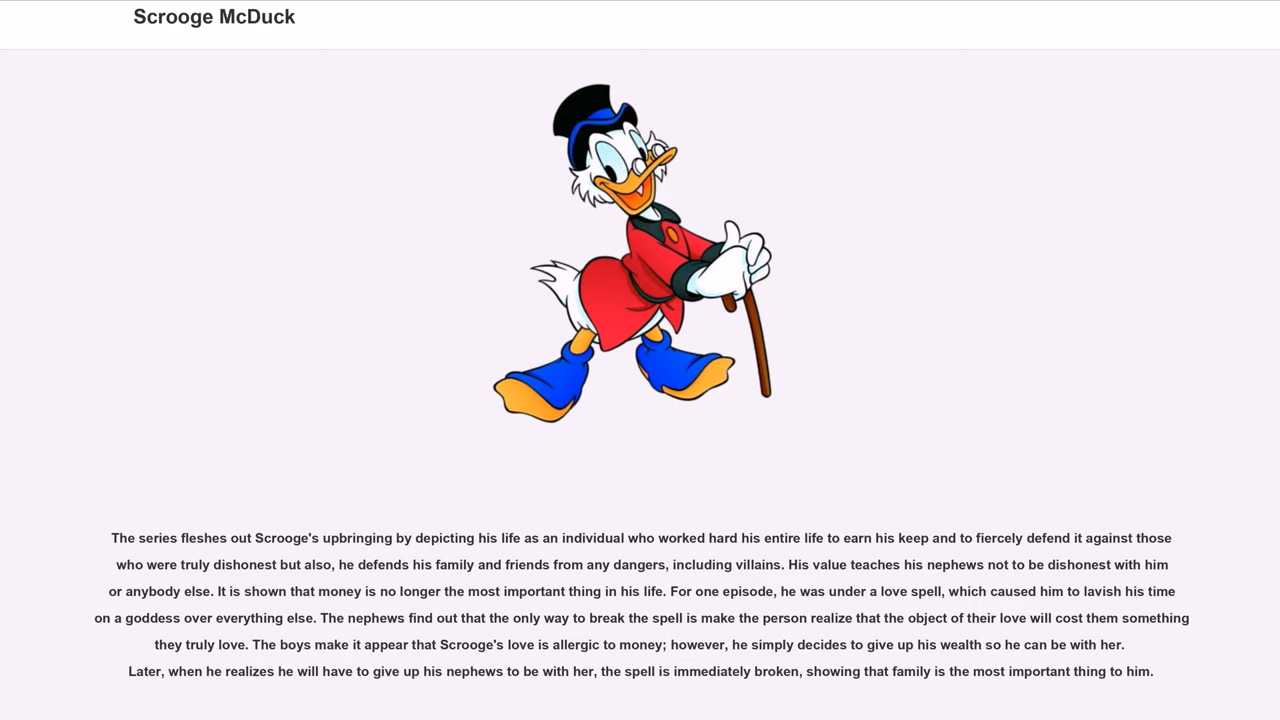 Scrooge McDuck
The series fleshes out Scrooge's upbringing by depicting his life as an individual who worked hard his entire life to earn his keep and to fiercely defend it against those
who were truly dishonest but also, he defends his family and friends from any dangers, including villains. His value teaches his nephews not to be dishonest with him
or anybody else. It is shown that money is no longer the most important thing in his life. For one episode, he was under a love spell, which caused him to lavish his time
on a goddess over everything else. The nephews find out that the only way to break the spell is make the person realize that the object of their love will cost them something
they truly love. The boys make it appear that Scrooge's love is allergic to money; however, he simply decides to give up his wealth so he can be with her.
Later, when he realizes he will have to give up his nephews to be with her, the spell is immediately broken, showing that family is the most important thing to him.